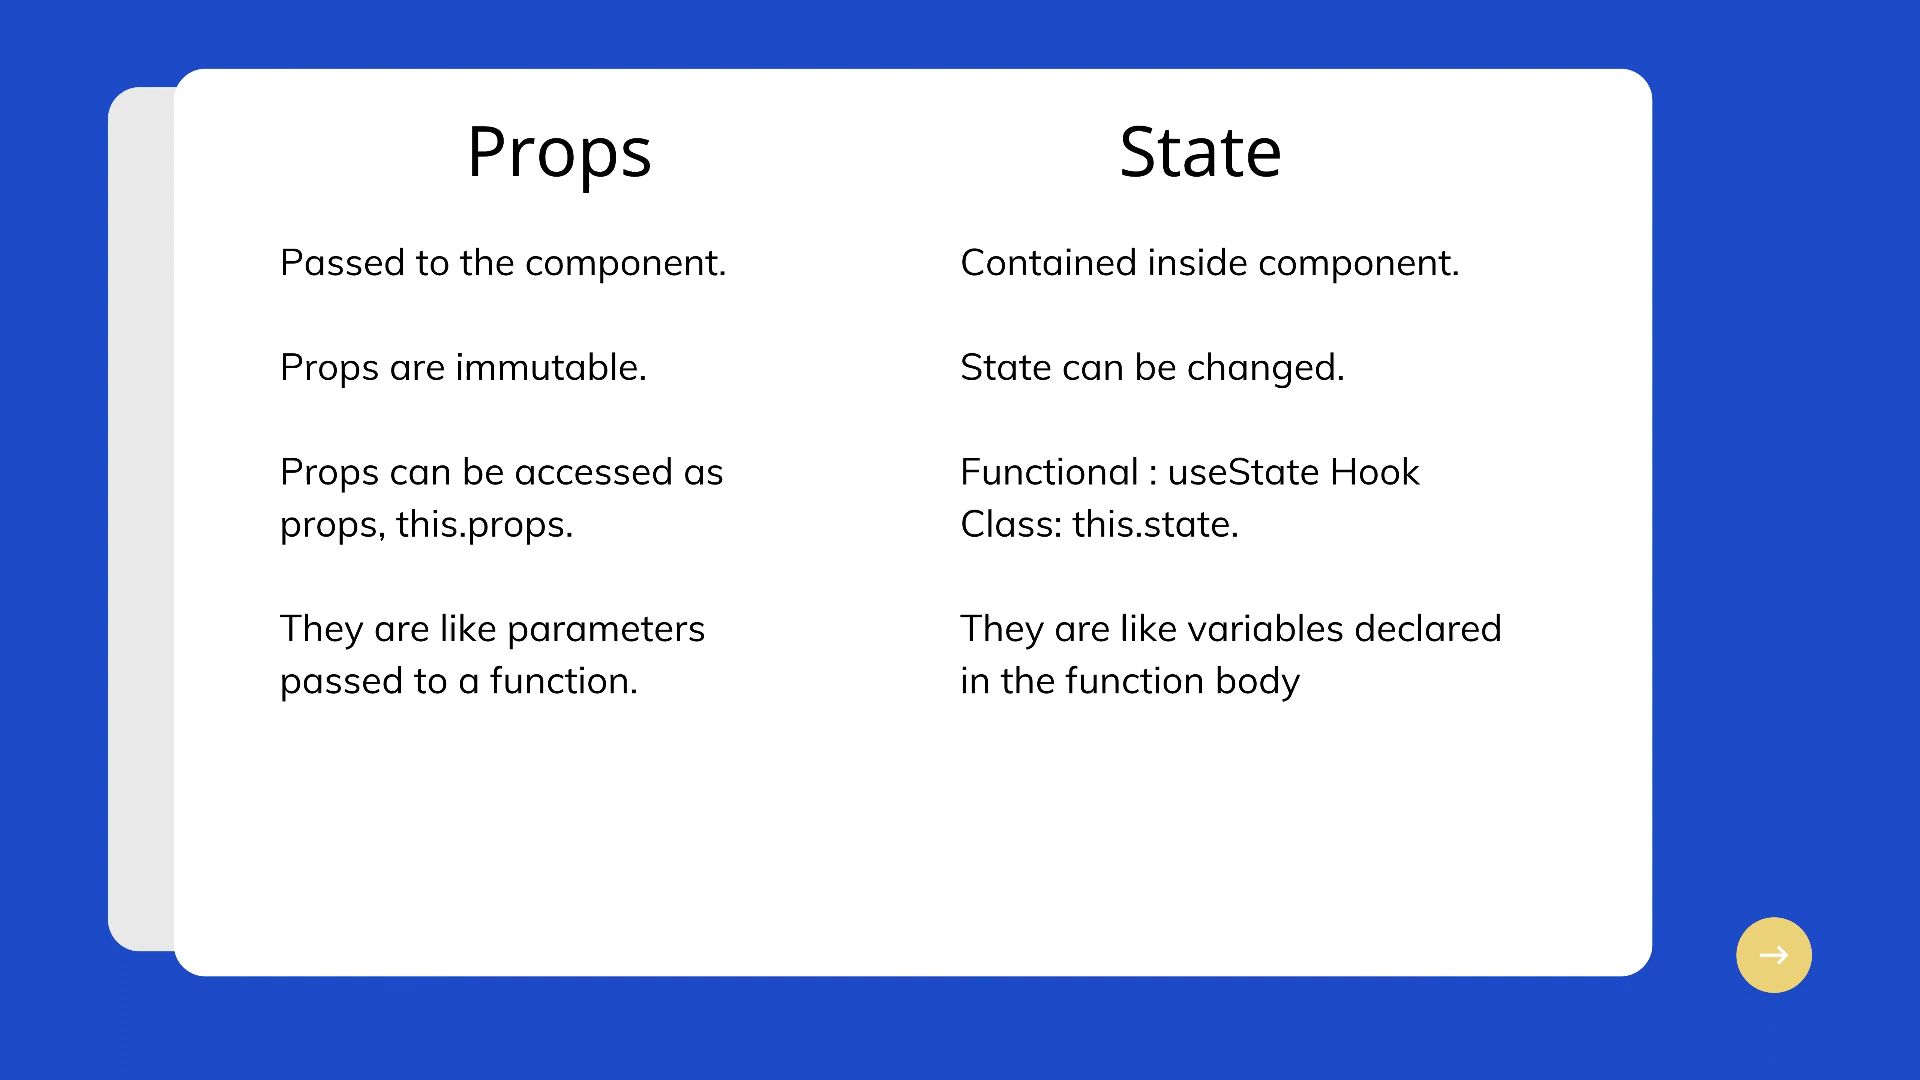 Props
Passed to the component.
Props are immutable.
Props can be accessed as
props, this.props.
They are like parameters
passed to a function.
State
Contained inside component.
State can be changed.
Functional : useState Hook
Class: this.state.
They are like variables declared
in the function body